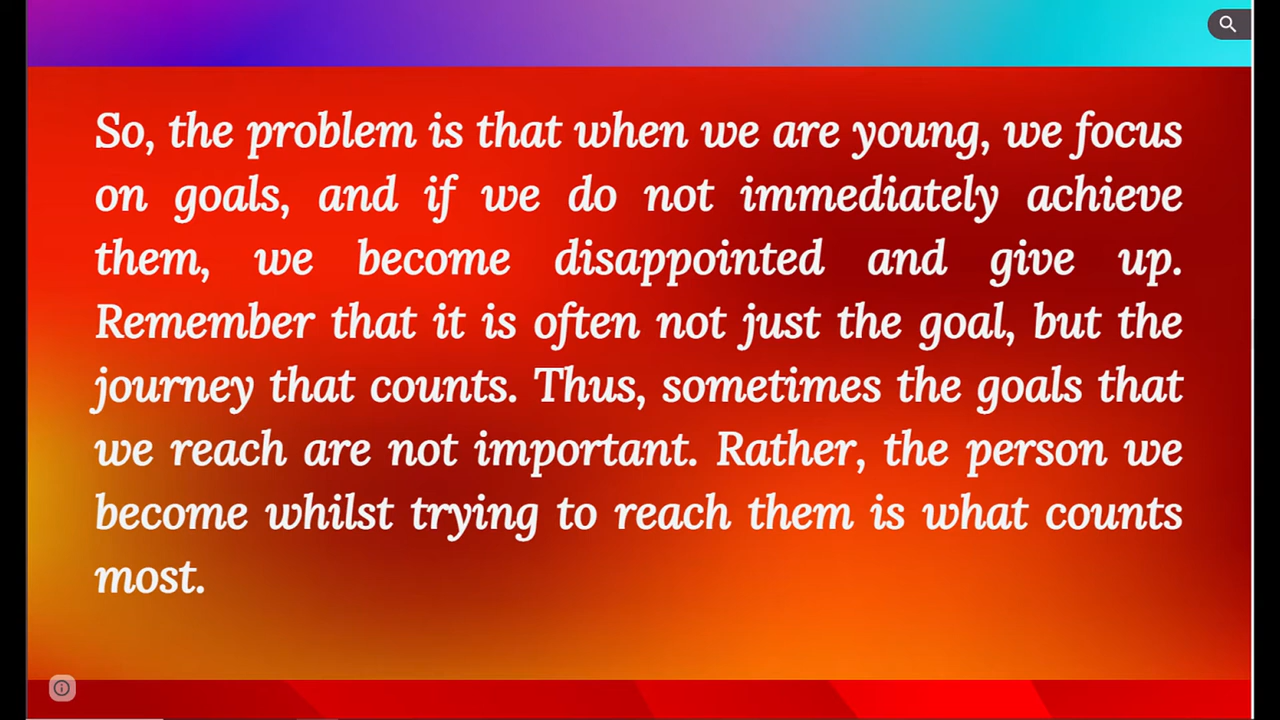 So, the problem is that when we are young, we focus
on goals, and if we do not immediately achieve
them, we become disappointed and give up.
Remember that it is often not just the goal, but the
journey that counts. Thus, sometimes the goals that
we reach are not important. Rather, the person we
become whilst trying to reach them is what counts
most.